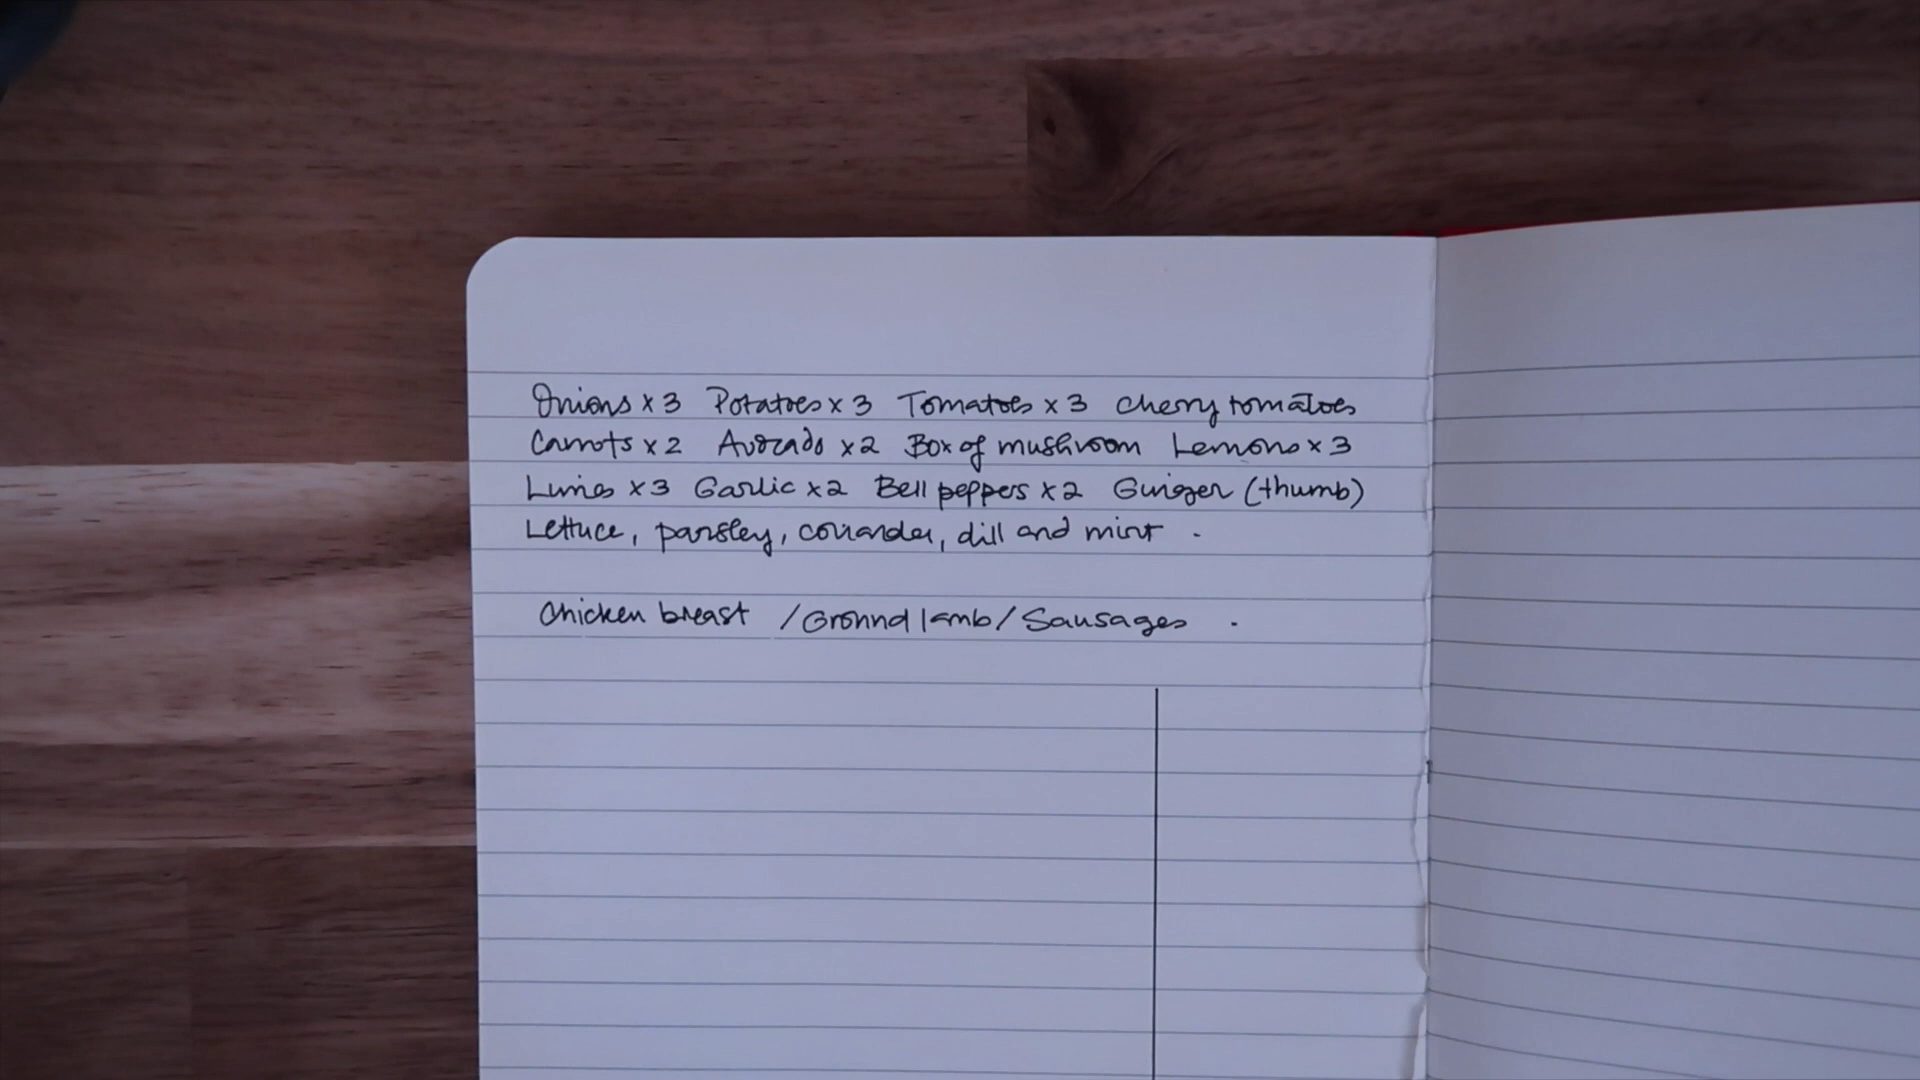 Onions x 3 Potatoes x 3 Tomatoes x 3 cherry tomatoes
Carrots x 2 Avocado x 2 Box of mushroom Lemons x 3
Limes x 3 Garlic x 2 Bell peppers x 2 Ginger (thumb)
Lettuce, parsley, coriander, dill and mint .
Chicken breast / Ground lamb / Sausages .